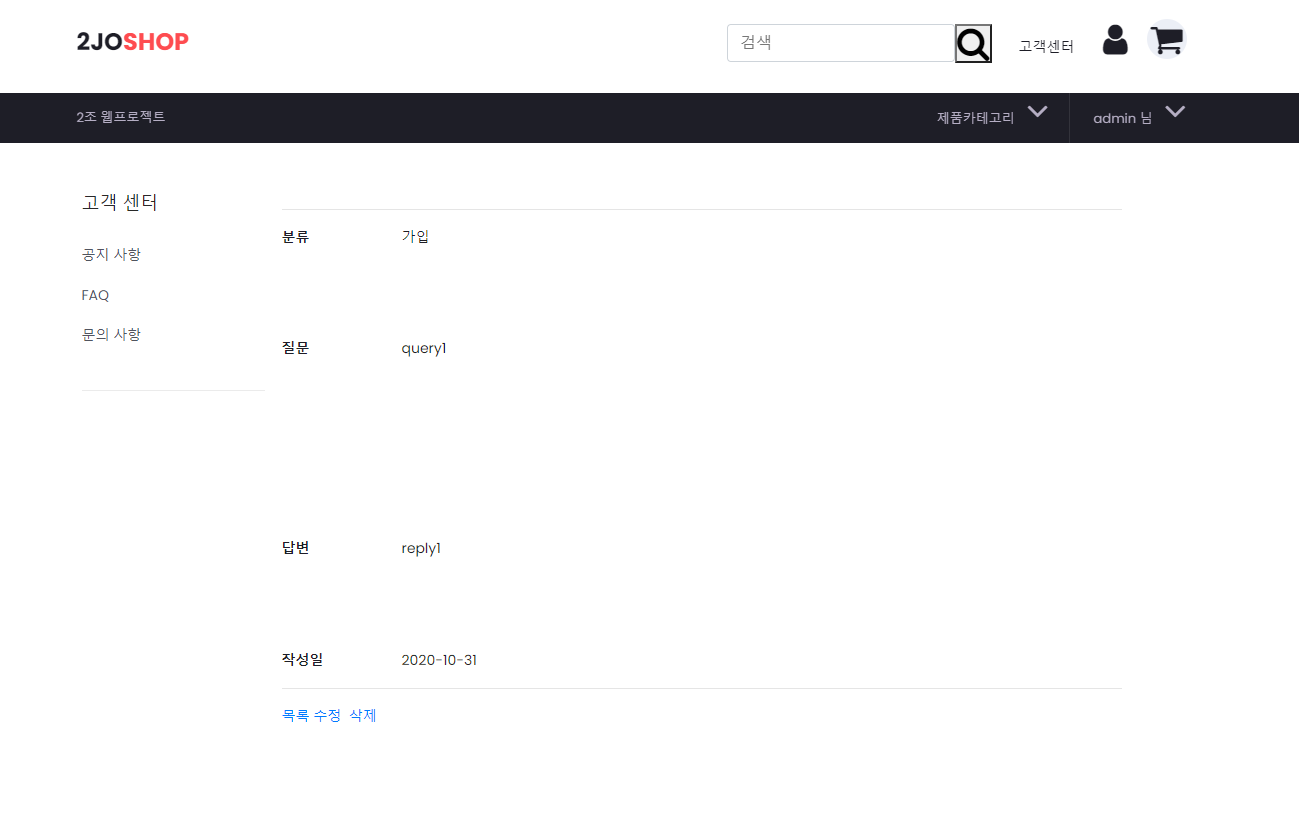 2JOSHOP
검색
고객센터
2조 웹프로젝트
제품카테고리
admin 님
고객 센터
공지 사항
FAQ
문의 사항
분류 가입
질문 query1
답변 reply1
작성일 2020-10-31
목록 수정 삭제